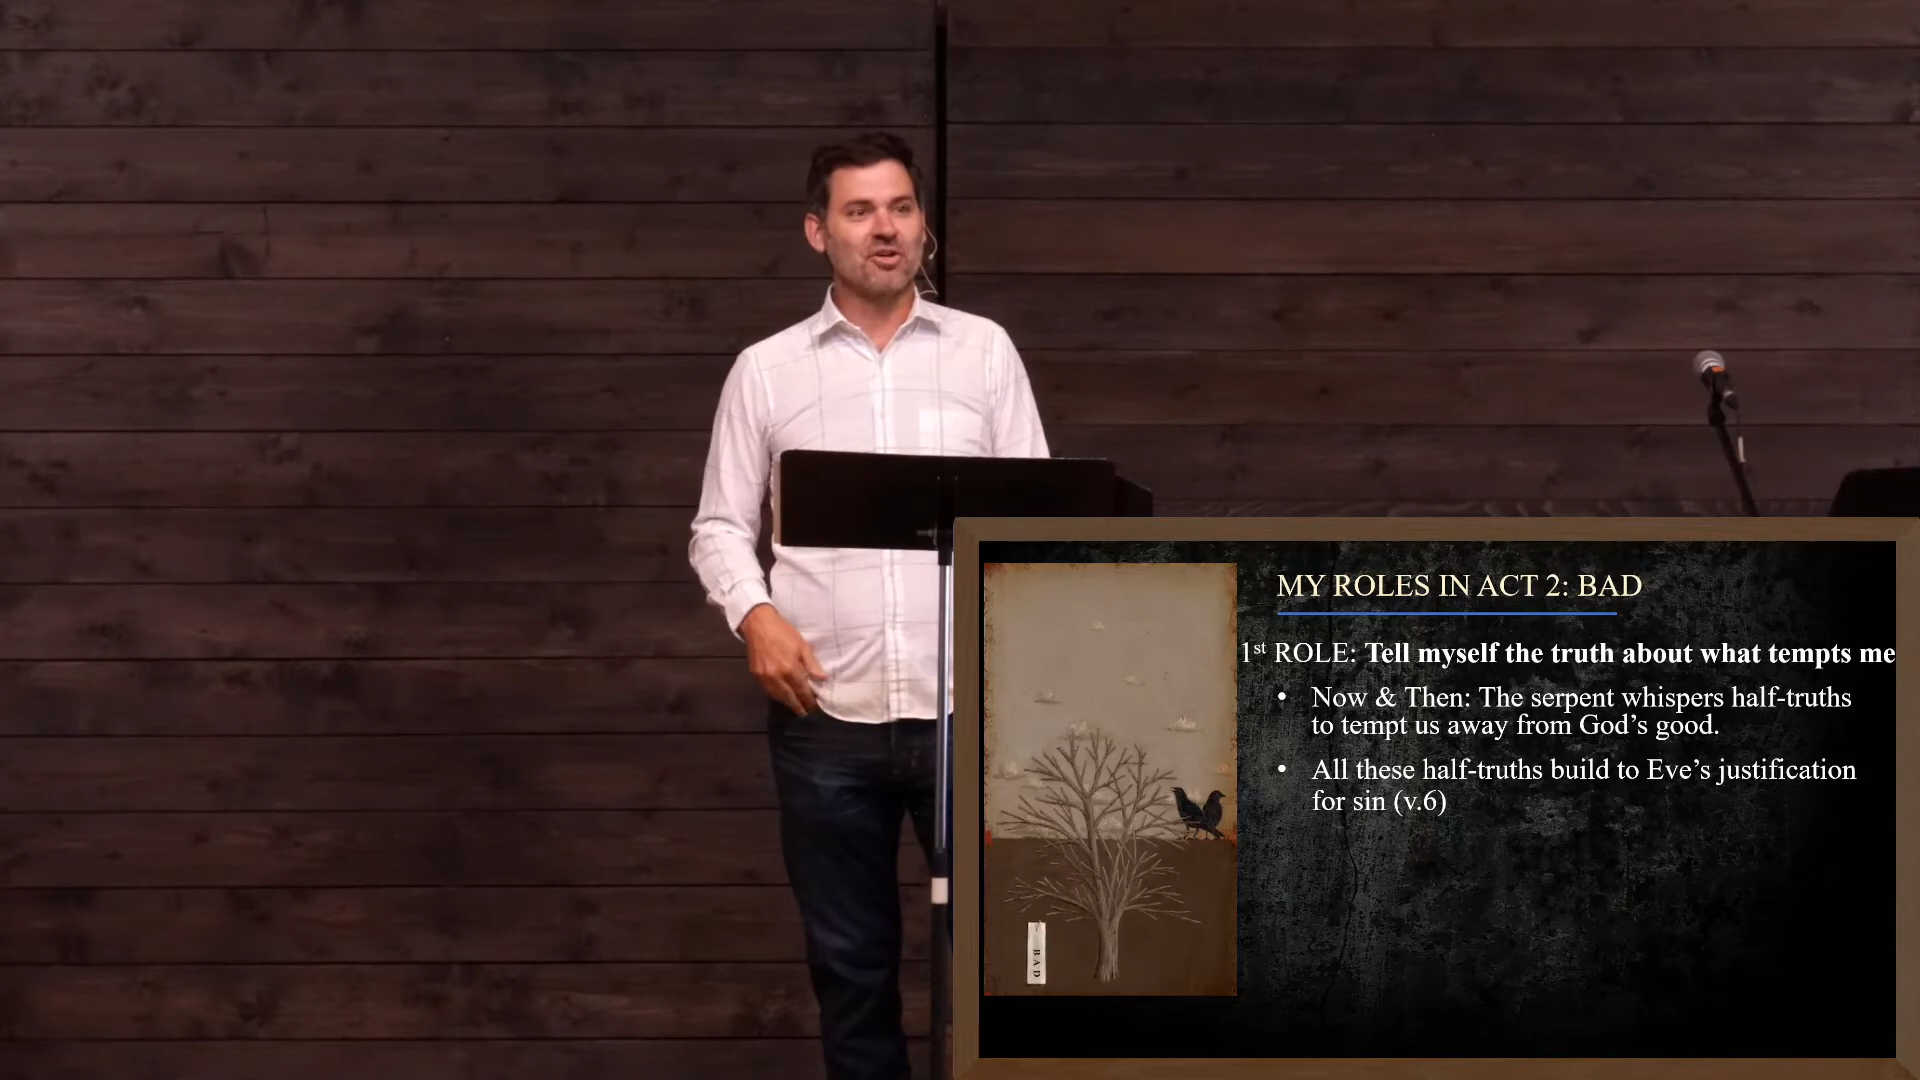 MY ROLES IN ACT 2: BAD
1st ROLE: Tell myself the truth about what tempts me
• Now & Then: The serpent whispers half-truths
to tempt us away from God’s good.
• All these half-truths build to Eve’s justification
for sin (v.6)
BAD